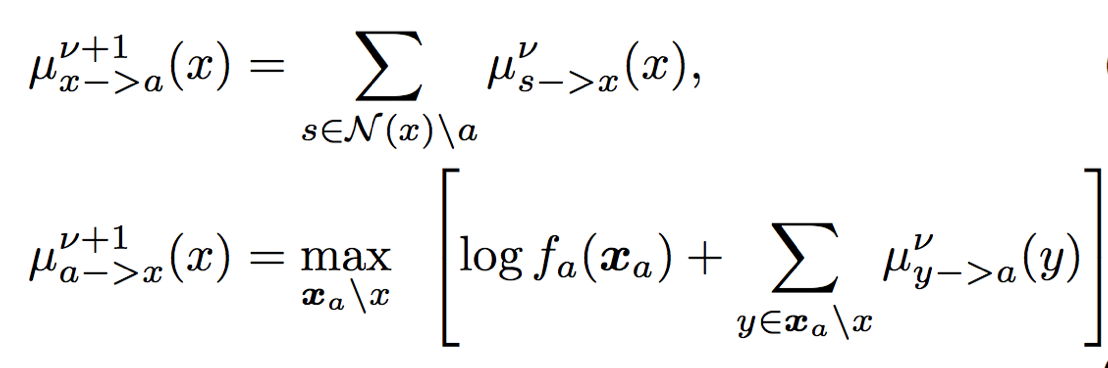 μ^{ν+1}_{x->a}(x) = ∑_{s∈𝒩(x)\a} μ^{ν}_{s->x}(x),
μ^{ν+1}_{a->x}(x) = max_{𝒙_a\x} [log f_a(𝒙_a) + ∑_{y∈𝒙_a\x} μ^{ν}_{y->a}(y)]